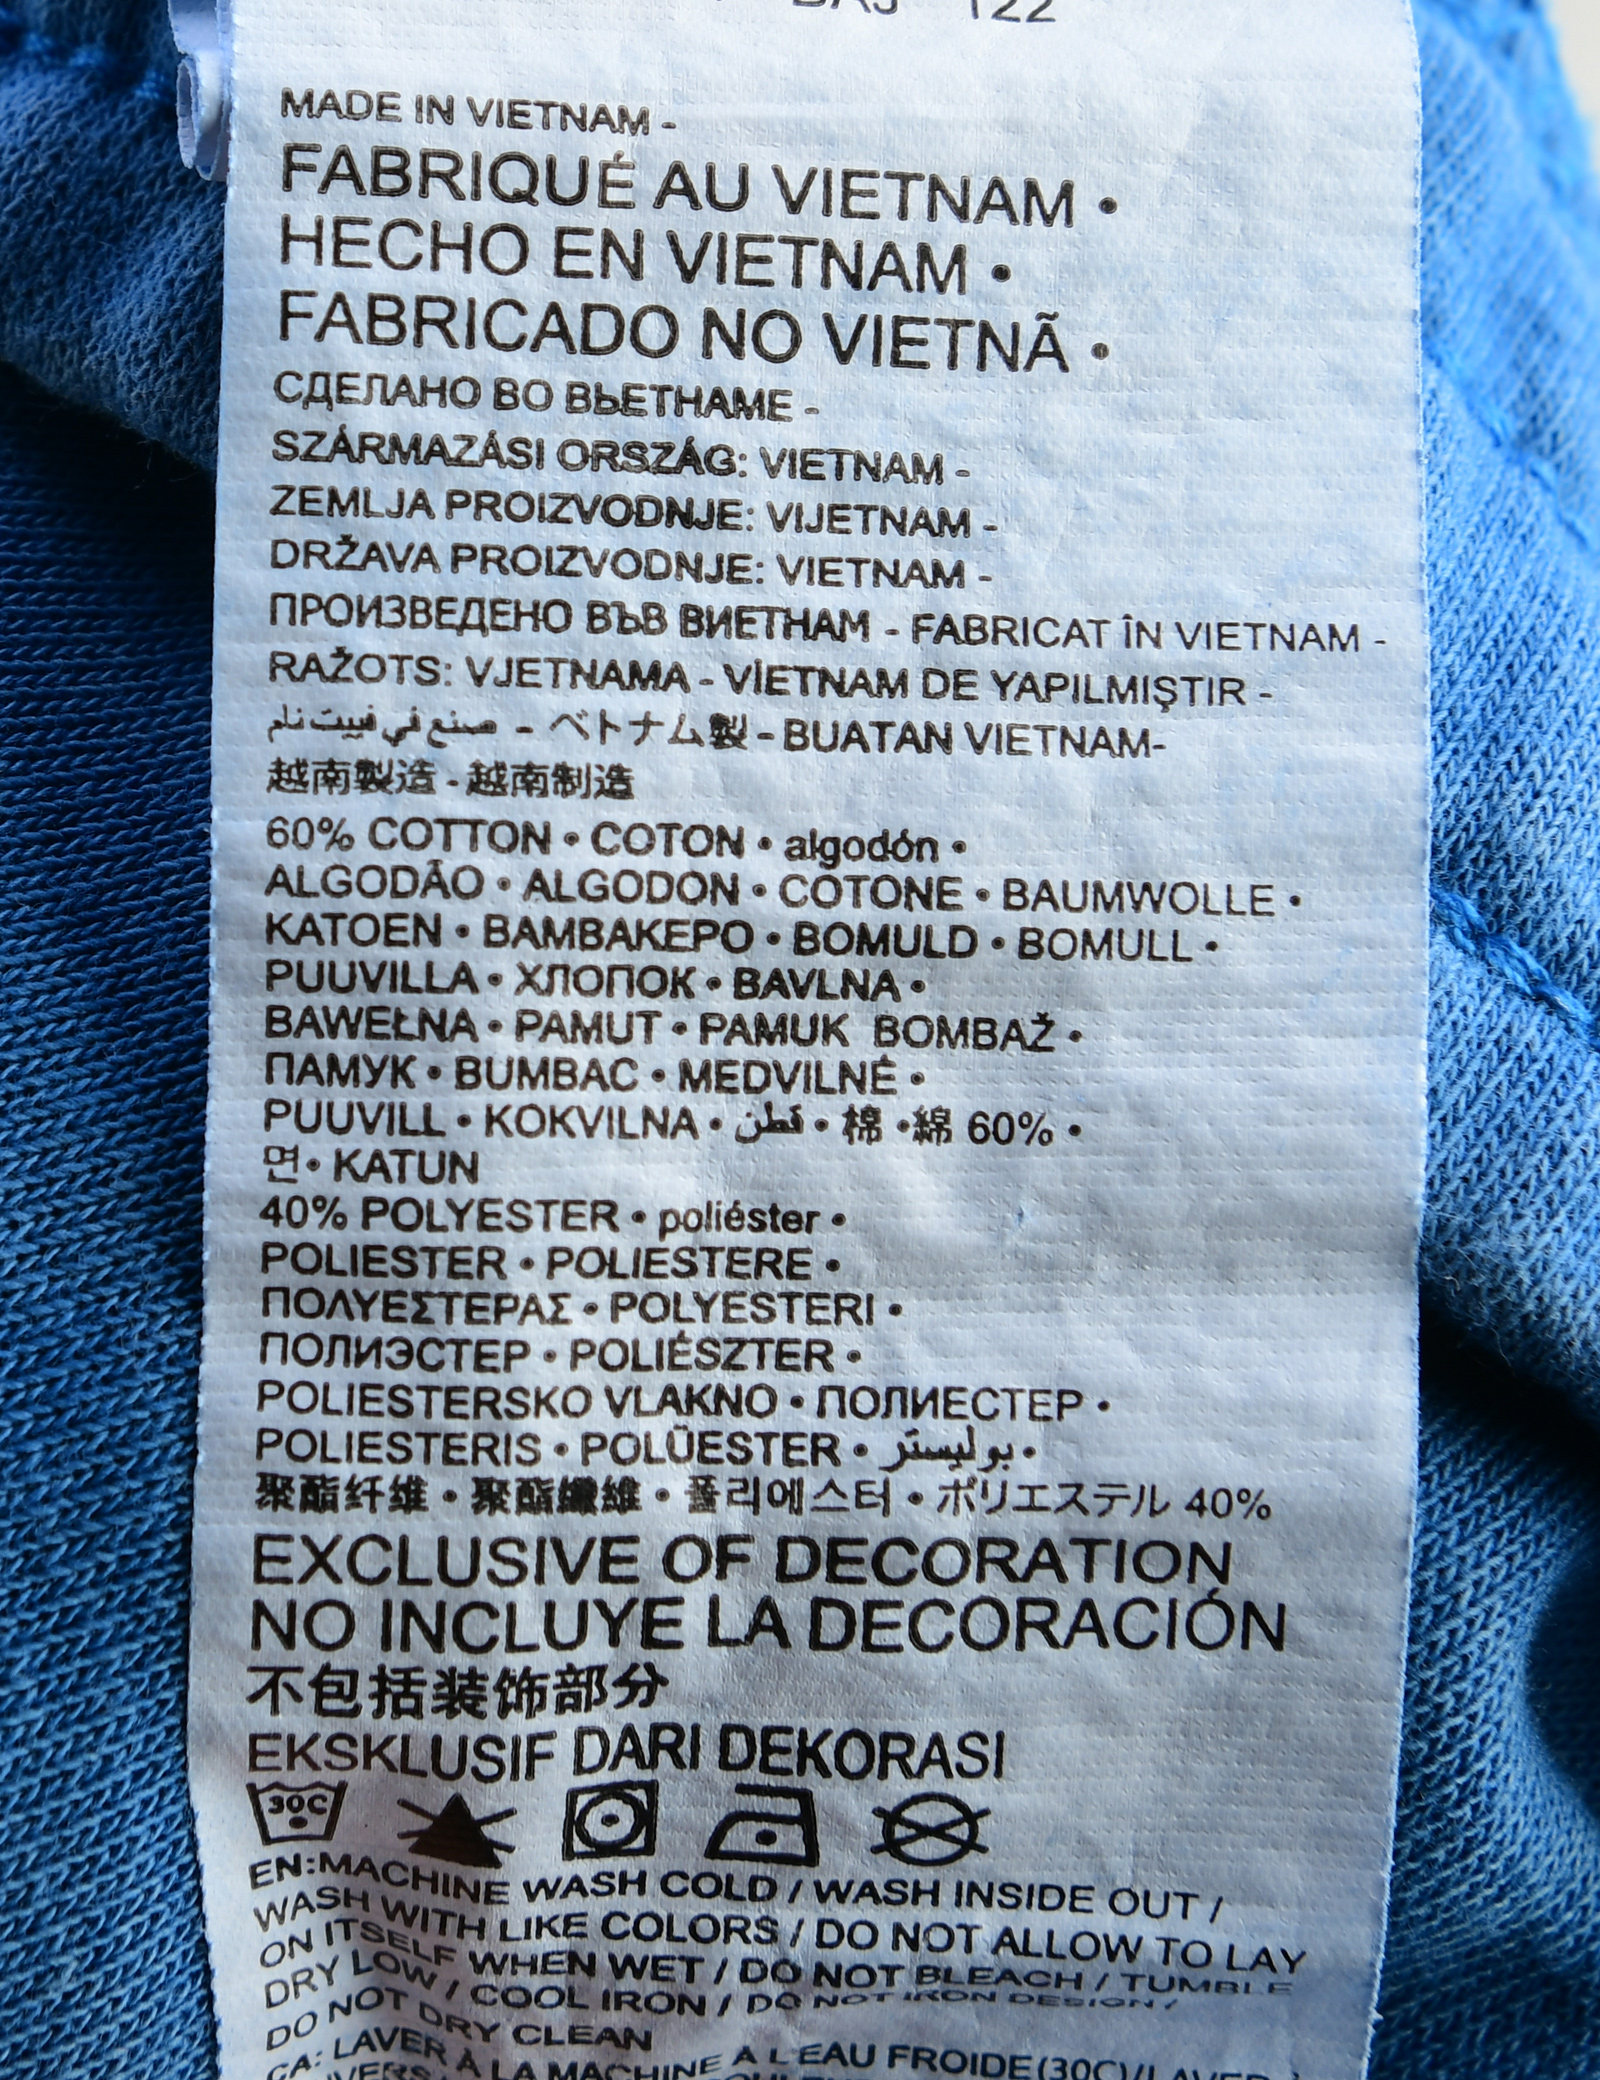 122
MADE IN VIETNAM -
FABRIQUÉ AU VIETNAM •
HECHO EN VIETNAM •
FABRICADO NO VIETNÃ •
СДЕЛАНО ВО ВЬЕТНАМЕ -
SZÁRMAZÁSI ORSZÁG: VIETNAM -
ZEMLJA PROIZVODNJE: VIJETNAM -
DRŽAVA PROIZVODNJE: VIETNAM -
ПРОИЗВЕДЕНО ВЪВ ВИЕТНАМ - FABRICAT ÎN VIETNAM -
RAŽOTS: VJETNAMA - VİETNAM DE YAPILMIŞTIR -
صنع في فييت نام - ベトナム製 - BUATAN VIETNAM-
越南製造 - 越南制造
60% COTTON • COTON • algodón •
ALGODÃO • ALGODON • COTONE • BAUMWOLLE •
KATOEN • BAMBAKEPO • BOMULD • BOMULL •
PUUVILLA • ХЛОПОК • BAVLNA •
BAWEŁNA • PAMUT • PAMUK BOMBAŽ •
ПАМУК • BUMBAC • MEDVILNĖ •
PUUVILL • KOKVILNA • قطن • 棉 • 綿 60% •
면 • KATUN
40% POLYESTER • poliéster •
POLIESTER • POLIESTERE •
ΠΟΛYΕΣΤΕΡΑΣ • POLYESTERI •
ПОЛИЭСТЕР • POLIÉSZTER •
POLIESTERSKO VLAKNO • ПОЛИЕСТЕР •
POLIESTERIS • POLÜESTER • بوليستر •
聚酯纤维 • 聚酯纖維 • 폴리에스터 • ポリエステル 40%
EXCLUSIVE OF DECORATION
NO INCLUYE LA DECORACIÓN
不包括装饰部分
EKSKLUSIF DARI DEKORASI
30C
EN:MACHINE WASH COLD / WASH INSIDE OUT /
WASH WITH LIKE COLORS / DO NOT ALLOW TO LAY
ON ITSELF WHEN WET / DO NOT BLEACH / TUMBLE
DRY LOW / COOL IRON / DO NOT IRON DESIGN /
DO NOT DRY CLEAN
CA: LAVER À LA MACHINE A L'EAU FROIDE(30C)/LAVER